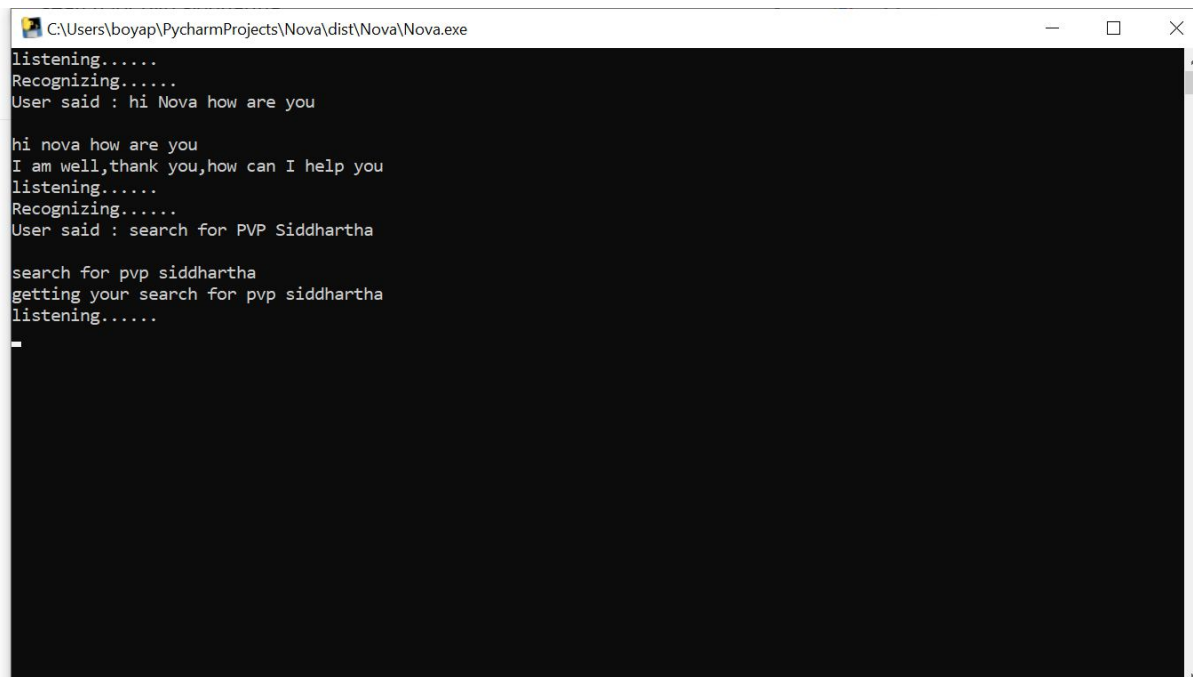 C:\Users\boyap\PycharmProjects\Nova\dist\Nova\Nova.exe
listening......
Recognizing......
User said : hi Nova how are you
hi nova how are you
I am well,thank you,how can I help you
listening......
Recognizing......
User said : search for PVP Siddhartha
search for pvp siddhartha
getting your search for pvp siddhartha
listening......